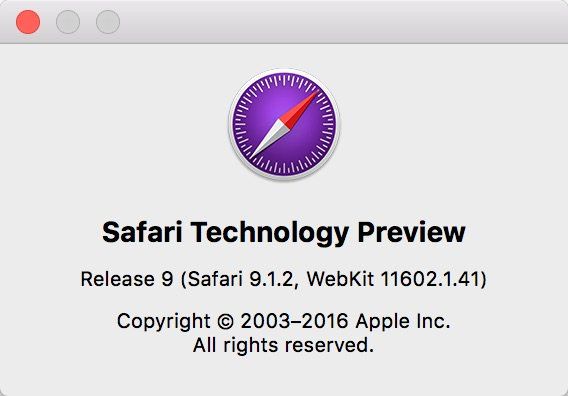 Safari Technology Preview
Release 9 (Safari 9.1.2, WebKit 11602.1.41)
Copyright © 2003–2016 Apple Inc.
All rights reserved.